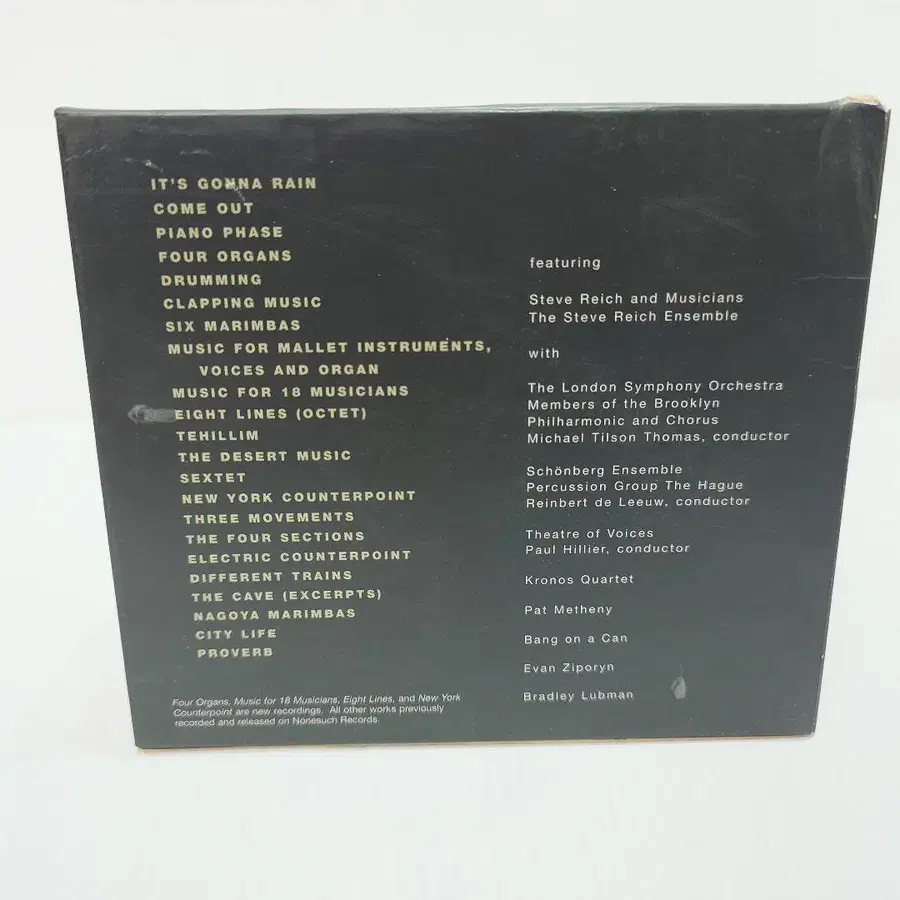 IT'S GONNA RAIN
COME OUT
PIANO PHASE
FOUR ORGANS
DRUMMING
CLAPPING MUSIC
SIX MARIMBAS
MUSIC FOR MALLET INSTRUMENTS,
VOICES AND ORGAN
MUSIC FOR 18 MUSICIANS
EIGHT LINES (OCTET)
TEHILLIM
THE DESERT MUSIC
SEXTET
NEW YORK COUNTERPOINT
THREE MOVEMENTS
THE FOUR SECTIONS
ELECTRIC COUNTERPOINT
DIFFERENT TRAINS
THE CAVE (EXCERPTS)
NAGOYA MARIMBAS
CITY LIFE
PROVERB
Four Organs, Music for 18 Musicians, Eight Lines, and New York
Counterpoint are new recordings. All other works previously
recorded and released on Nonesuch Records.
featuring
Steve Reich and Musicians
The Steve Reich Ensemble
with
The London Symphony Orchestra
Members of the Brooklyn
Philharmonic and Chorus
Michael Tilson Thomas, conductor
Schönberg Ensemble
Percussion Group The Hague
Reinbert de Leeuw, conductor
Theatre of Voices
Paul Hillier, conductor
Kronos Quartet
Pat Metheny
Bang on a Can
Evan Ziporyn
Bradley Lubman